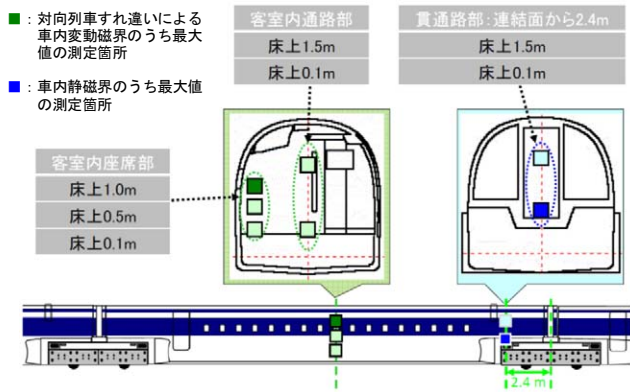 ■：対向列車すれ違いによる
車内変動磁界のうち最大
値の測定箇所
■：車内静磁界のうち最大値
の測定箇所
客室内通路部
床上1.5m
床上0.1m
貫通路部：連結面から2.4m
床上1.5m
床上0.1m
客室内座席部
床上1.0m
床上0.5m
床上0.1m
2.4 m